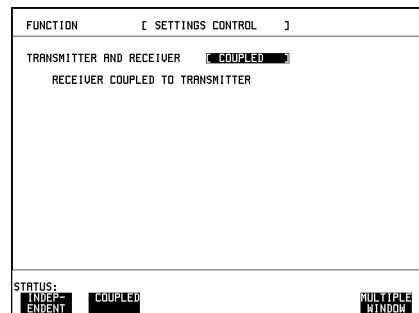 FUNCTION [ SETTINGS CONTROL ]
TRANSMITTER AND RECEIVER [ COUPLED ]
RECEIVER COUPLED TO TRANSMITTER
STATUS:
INDEP-
ENDENT
COUPLED
MULTIPLE
WINDOW